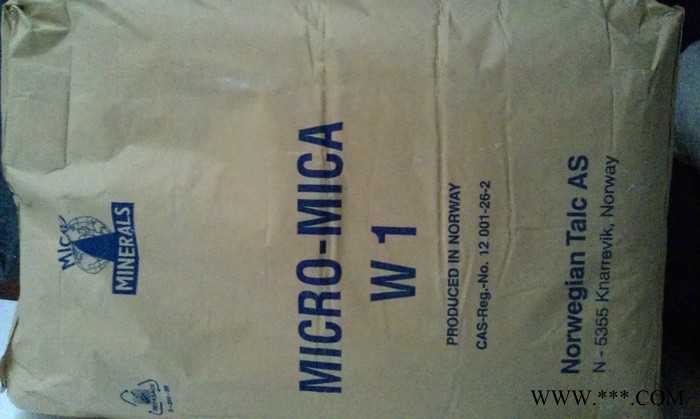 MINERALS
MICRO-MICA
W 1
PRODUCED IN NORWAY
CAS-Reg.-No. 12 001-26-2
Norwegian Talc AS
N - 5355 Knarrevik, Norway
WWW.***.COM